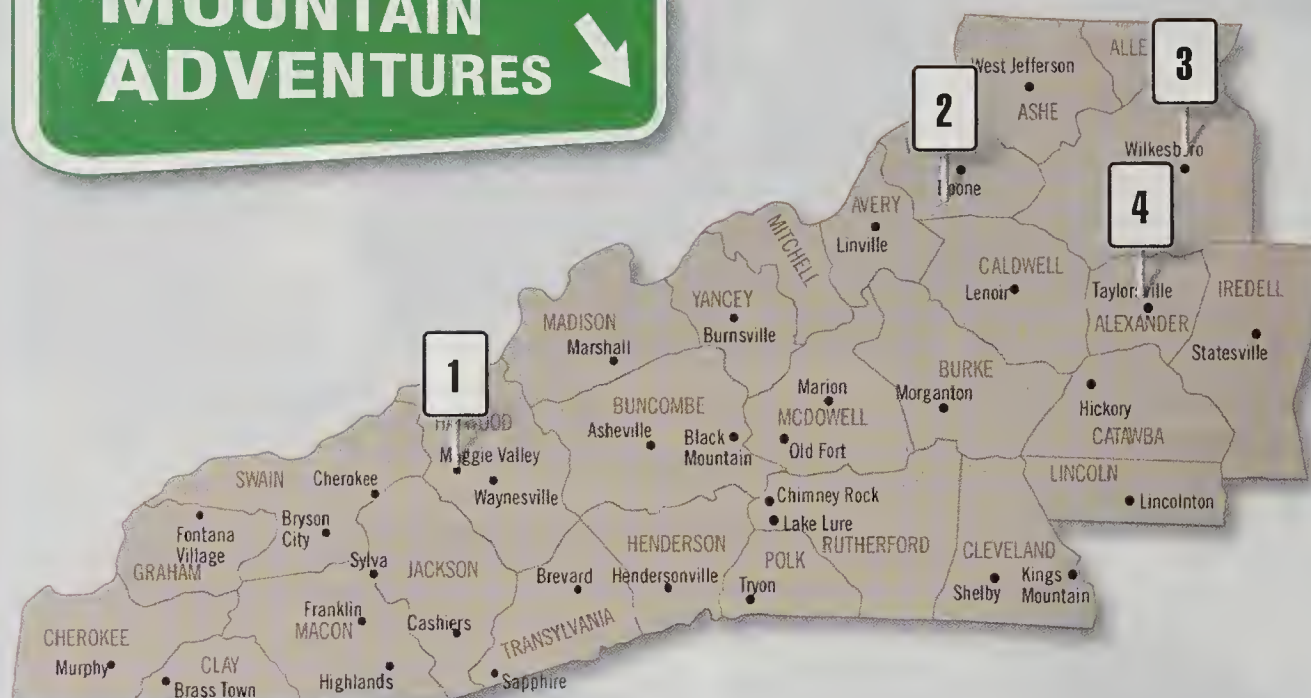 MOUNTAIN
ADVENTURES
1
2
3
4
West Jefferson
ASHE
Wilkesboro
Boone
AVERY
Linville
MITCHELL
CALDWELL
Lenoir
Taylorsville
ALEXANDER
IREDELL
Statesville
YANCEY
Burnsville
MADISON
Marshall
BURKE
Morganton
Hickory
CATAWBA
Marion
MCDOWELL
Old Fort
BUNCOMBE
Asheville
Black
Mountain
HAYWOOD
Maggie Valley
Waynesville
SWAIN
Cherokee
LINCOLN
Lincolnton
Chimney Rock
Lake Lure
RUTHERFORD
Fontana
Village
GRAHAM
Bryson
City
Sylva
JACKSON
HENDERSON
Hendersonville
Brevard
POLK
Tryon
CLEVELAND
Shelby
Kings
Mountain
Franklin
MACON
Cashiers
TRANSYLVANIA
CHEROKEE
Murphy
CLAY
Brass Town
Highlands
Sapphire